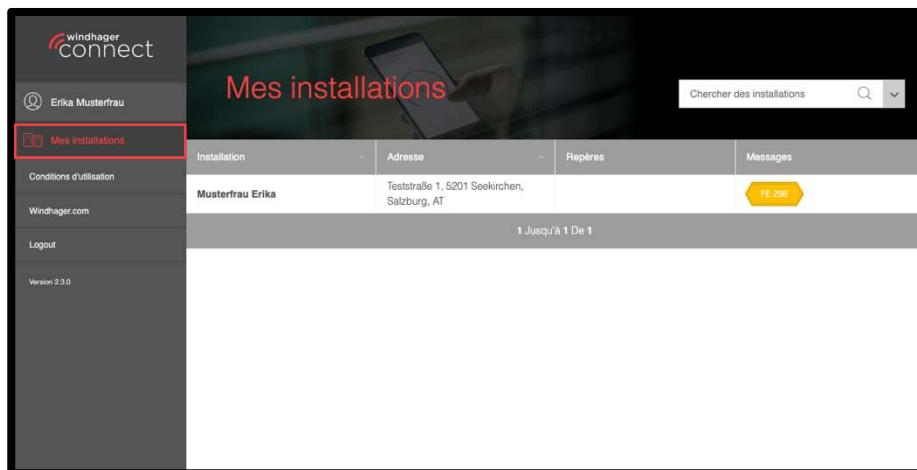 windhager
connect
Erika Musterfrau
Mes installations
Conditions d'utilisation
Windhager.com
Logout
Version 2.3.0
Mes installations
Chercher des installations
Installation Adresse Repères Messages
Musterfrau Erika Teststraße 1, 5201 Seekirchen,
Salzburg, AT FE 296
1 Jusqu'à 1 De 1